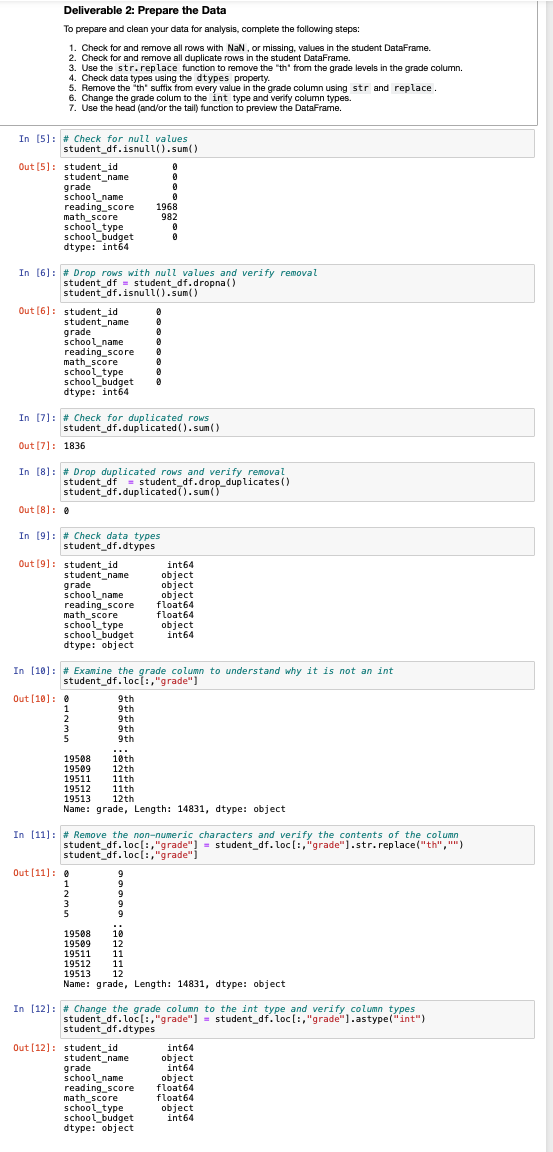 Deliverable 2: Prepare the Data
To prepare and clean your data for analysis, complete the following steps:
1. Check for and remove all rows with NaN , or missing, values in the student DataFrame.
2. Check for and remove all duplicate rows in the student DataFrame.
3. Use the str.replace function to remove the "th" from the grade levels in the grade column.
4. Check data types using the dtypes property.
5. Remove the "th" suffix from every value in the grade column using str and replace .
6. Change the grade colum to the int type and verify column types.
7. Use the head (and/or the tail) function to preview the DataFrame.
In [5]: # Check for null values
student_df.isnull().sum()
Out[5]: student_id 0
student_name 0
grade 0
school_name 0
reading_score 1968
math_score 982
school_type 0
school_budget 0
dtype: int64
In [6]: # Drop rows with null values and verify removal
student_df = student_df.dropna()
student_df.isnull().sum()
Out[6]: student_id 0
student_name 0
grade 0
school_name 0
reading_score 0
math_score 0
school_type 0
school_budget 0
dtype: int64
In [7]: # Check for duplicated rows
student_df.duplicated().sum()
Out[7]: 1836
In [8]: # Drop duplicated rows and verify removal
student_df  = student_df.drop_duplicates()
student_df.duplicated().sum()
Out[8]: 0
In [9]: # Check data types
student_df.dtypes
Out[9]: student_id int64
student_name object
grade object
school_name object
reading_score float64
math_score float64
school_type object
school_budget int64
dtype: object
In [10]: # Examine the grade column to understand why it is not an int
student_df.loc[:,"grade"]
Out[10]: 0 9th
1 9th
2 9th
3 9th
5 9th
...
19508 10th
19509 12th
19511 11th
19512 11th
19513 12th
Name: grade, Length: 14831, dtype: object
In [11]: # Remove the non-numeric characters and verify the contents of the column
student_df.loc[:,"grade"] = student_df.loc[:,"grade"].str.replace("th","")
student_df.loc[:,"grade"]
Out[11]: 0 9
1 9
2 9
3 9
5 9
..
19508 10
19509 12
19511 11
19512 11
19513 12
Name: grade, Length: 14831, dtype: object
In [12]: # Change the grade column to the int type and verify column types
student_df.loc[:,"grade"] = student_df.loc[:,"grade"].astype("int")
student_df.dtypes
Out[12]: student_id int64
student_name object
grade int64
school_name object
reading_score float64
math_score float64
school_type object
school_budget int64
dtype: object